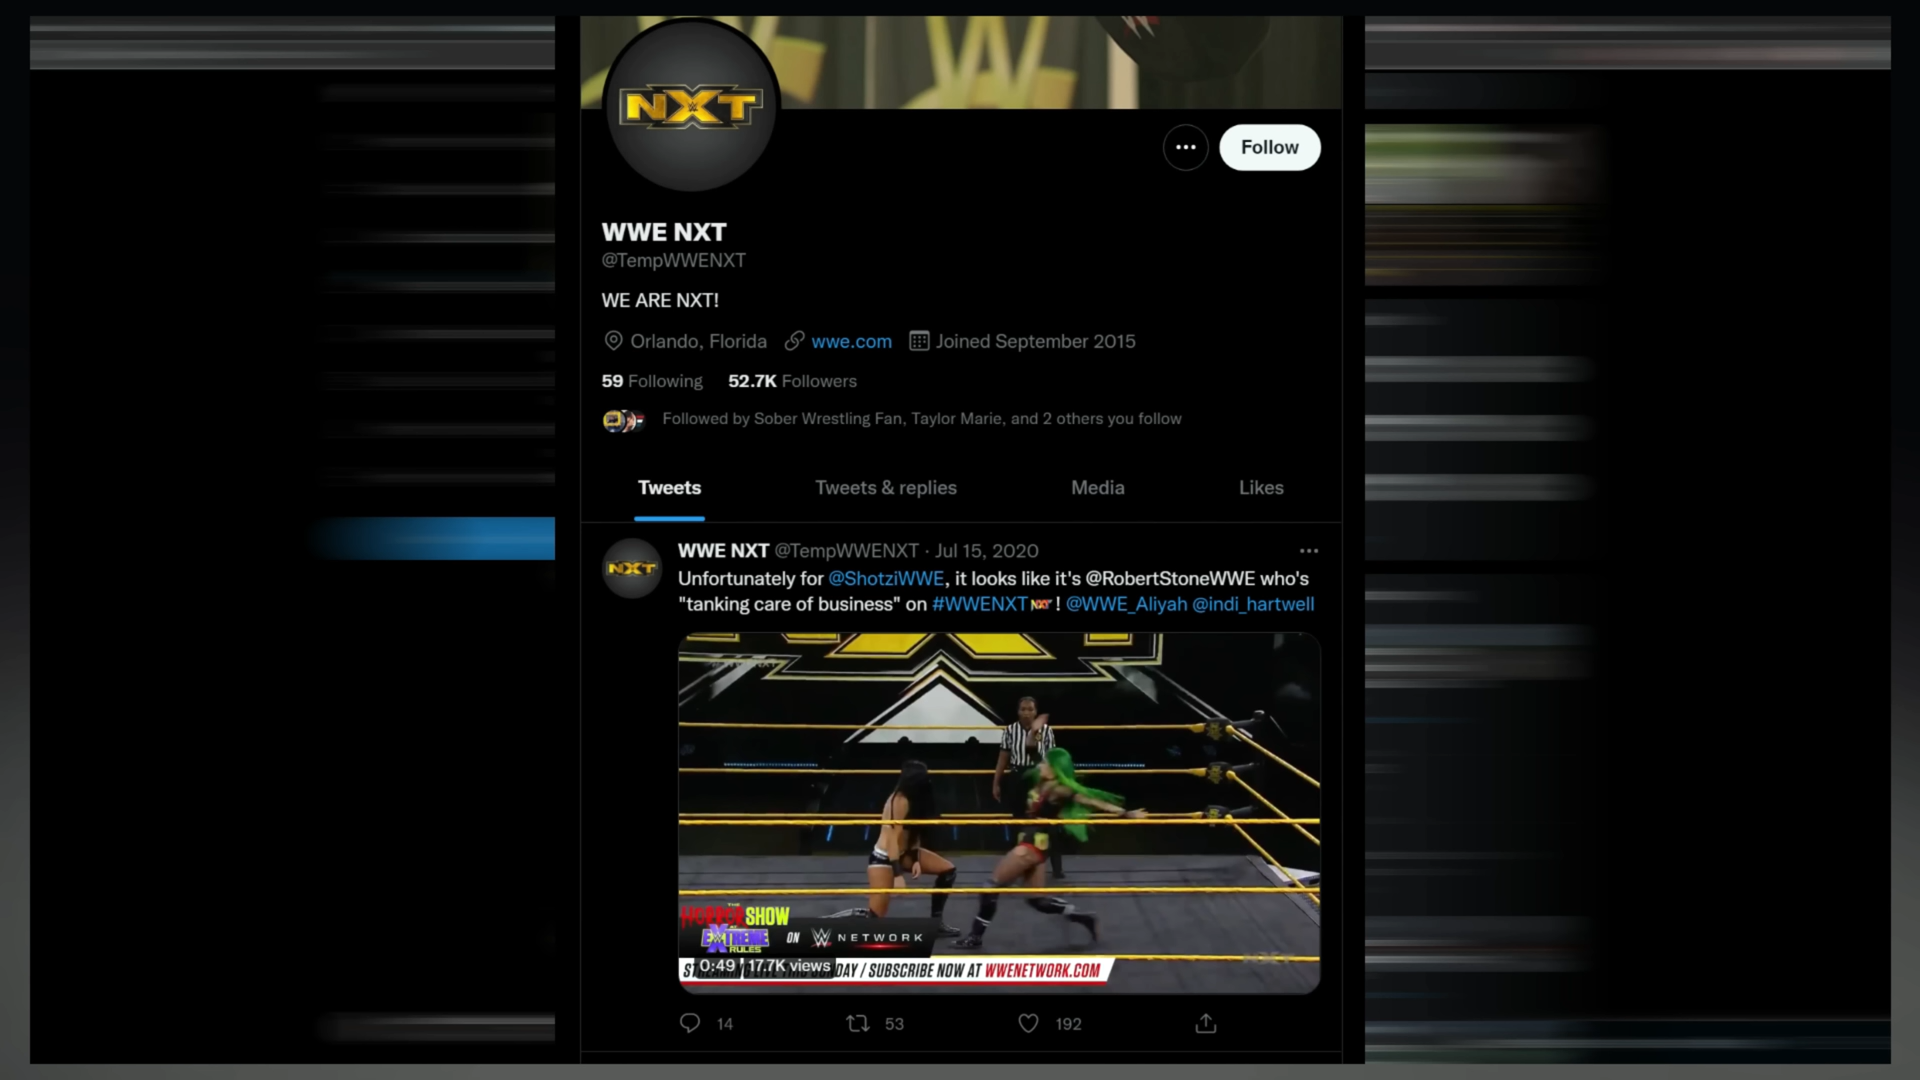 NXT
Follow
WWE NXT
@TempWWENXT
WE ARE NXT!
Orlando, Florida wwe.com Joined September 2015
59 Following 52.7K Followers
Followed by Sober Wrestling Fan, Taylor Marie, and 2 others you follow
Tweets Tweets & replies Media Likes
NXT
WWE NXT @TempWWENXT · Jul 15, 2020
Unfortunately for @ShotziWWE, it looks like it's @RobertStoneWWE who's
"tanking care of business" on #WWENXT ! @WWE_Aliyah @indi_hartwell
THE
HORROR SHOW
EXTREME
RULES
ON W NETWORK
0:49 17.7K views
/ SUBSCRIBE NOW AT WWENETWORK.COM
14 53 192